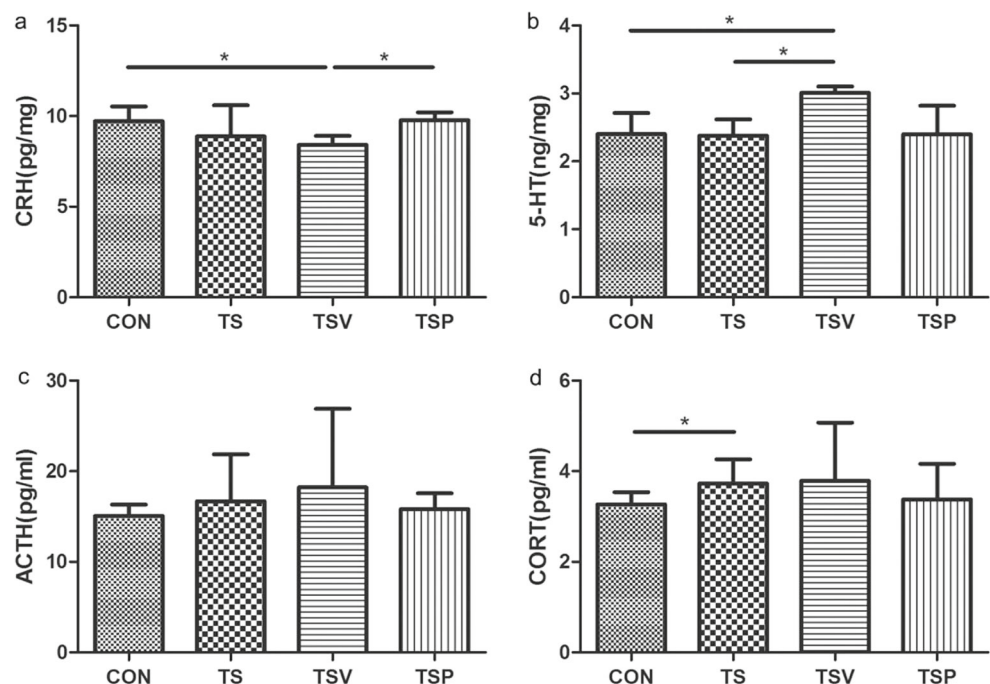 a
CRH(pg/mg)
15
10
5
0
*
*
CON TS TSV TSP
b
5-HT(ng/mg)
4
3
2
1
0
*
*
CON TS TSV TSP
c
ACTH(pg/ml)
30
20
10
0
CON TS TSV TSP
d
CORT(pg/ml)
6
4
2
0
*
CON TS TSV TSP